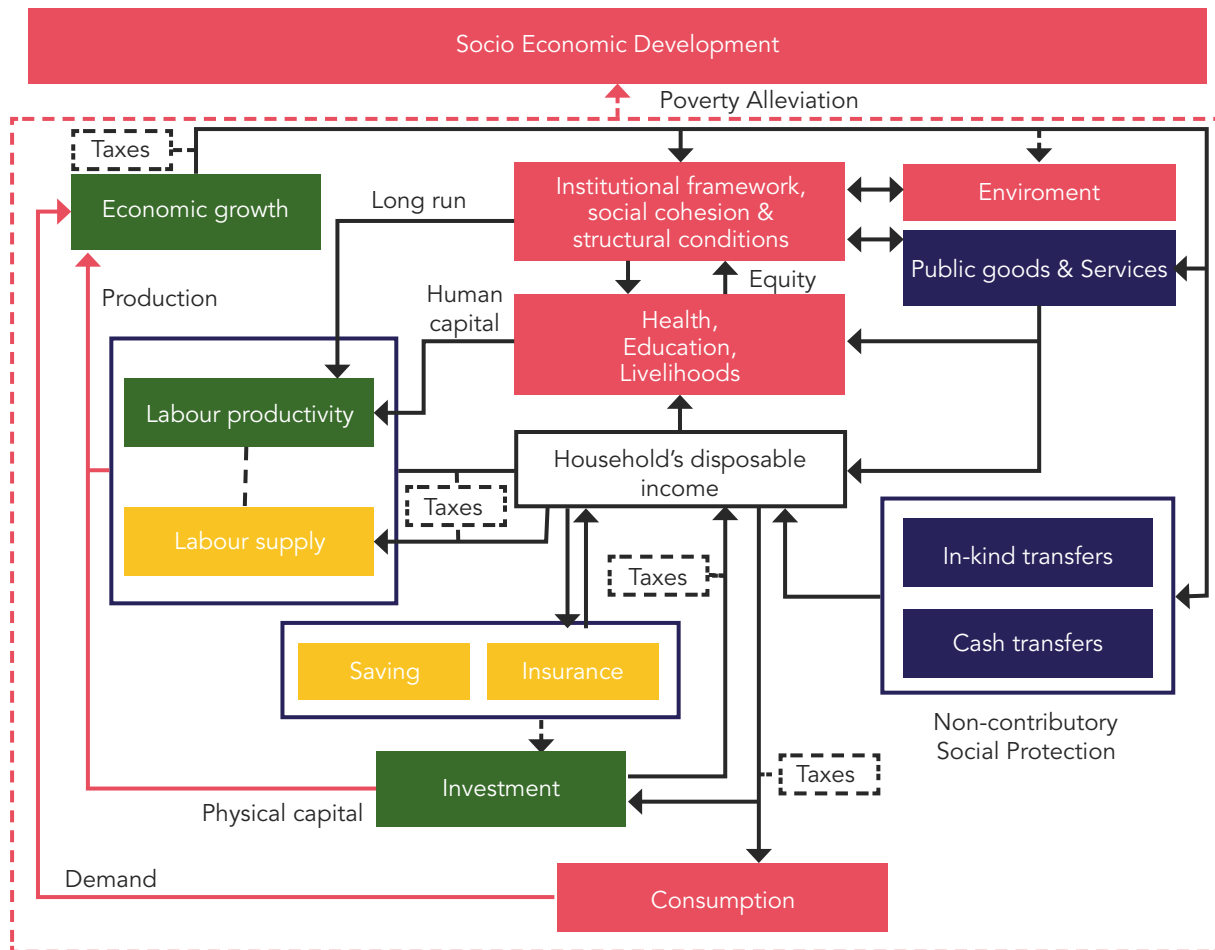 Socio Economic Development
Poverty Alleviation
Taxes
Economic growth
Long run
Institutional framework,
social cohesion &
structural conditions
Enviroment
Public goods & Services
Production
Equity
Human
capital
Health,
Education,
Livelihoods
Labour productivity
Household's disposable
income
Taxes
Labour supply
In-kind transfers
Taxes
Cash transfers
Saving
Insurance
Non-contributory
Social Protection
Taxes
Investment
Physical capital
Demand
Consumption